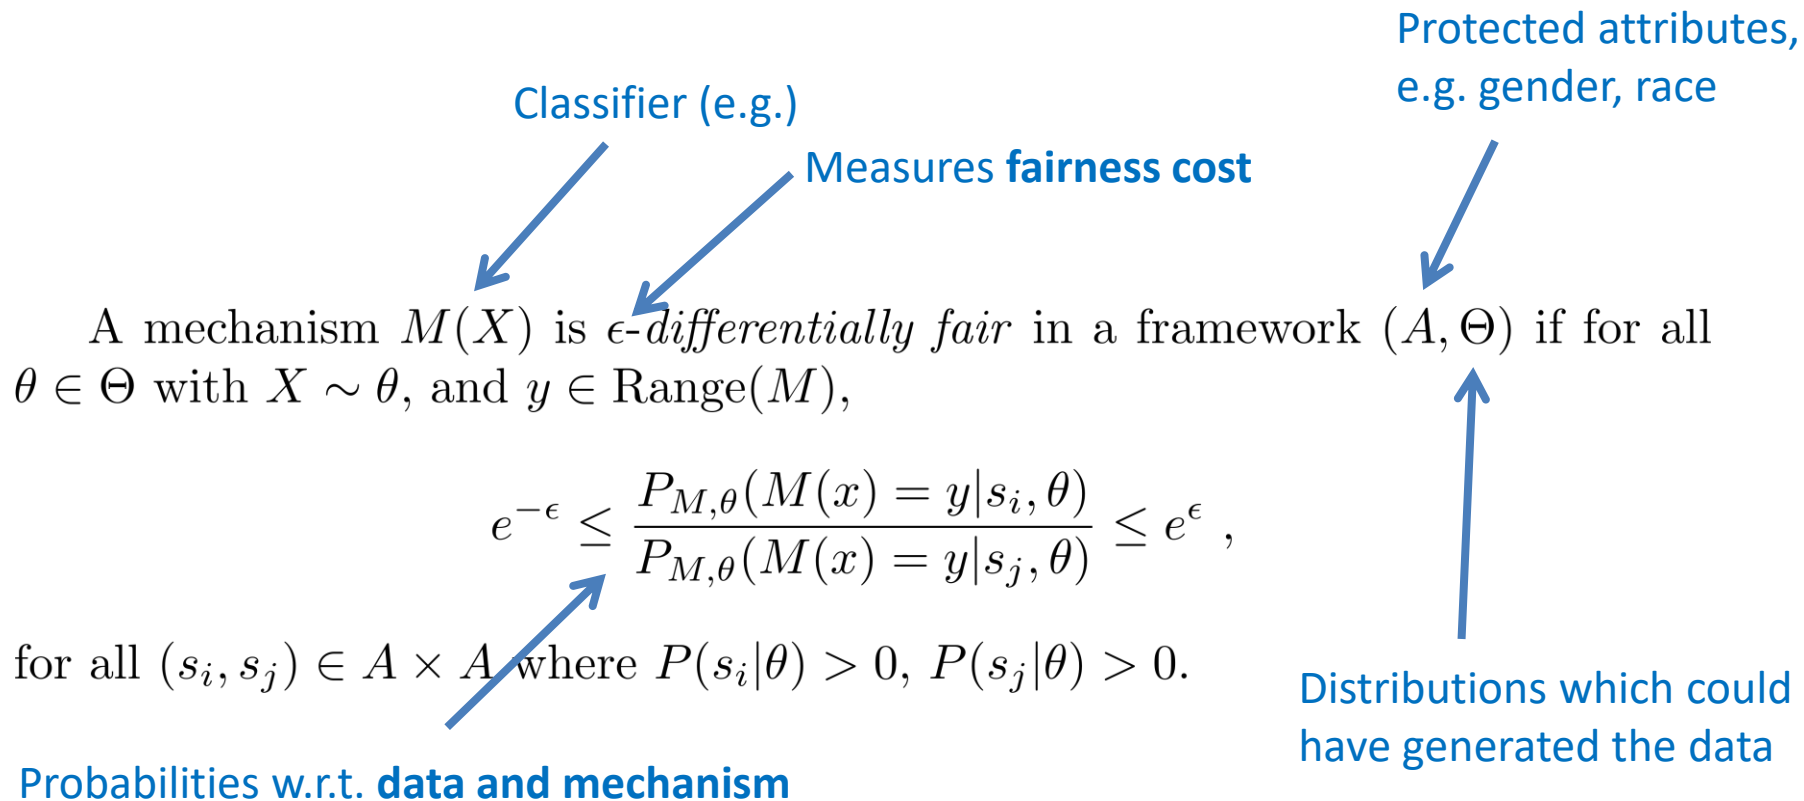 Protected attributes,
e.g. gender, race
Classifier (e.g.)
Measures fairness cost
A mechanism M(X) is ϵ-differentially fair in a framework (A, Θ) if for all
θ ∈ Θ with X ∼ θ, and y ∈ Range(M),
e^{−ϵ} ≤ \frac{P_{M,θ}(M(x) = y|s_i, θ)}{P_{M,θ}(M(x) = y|s_j, θ)} ≤ e^{ϵ} ,
for all (s_i, s_j) ∈ A × A where P(s_i|θ) > 0, P(s_j|θ) > 0.
Distributions which could
have generated the data
Probabilities w.r.t. data and mechanism